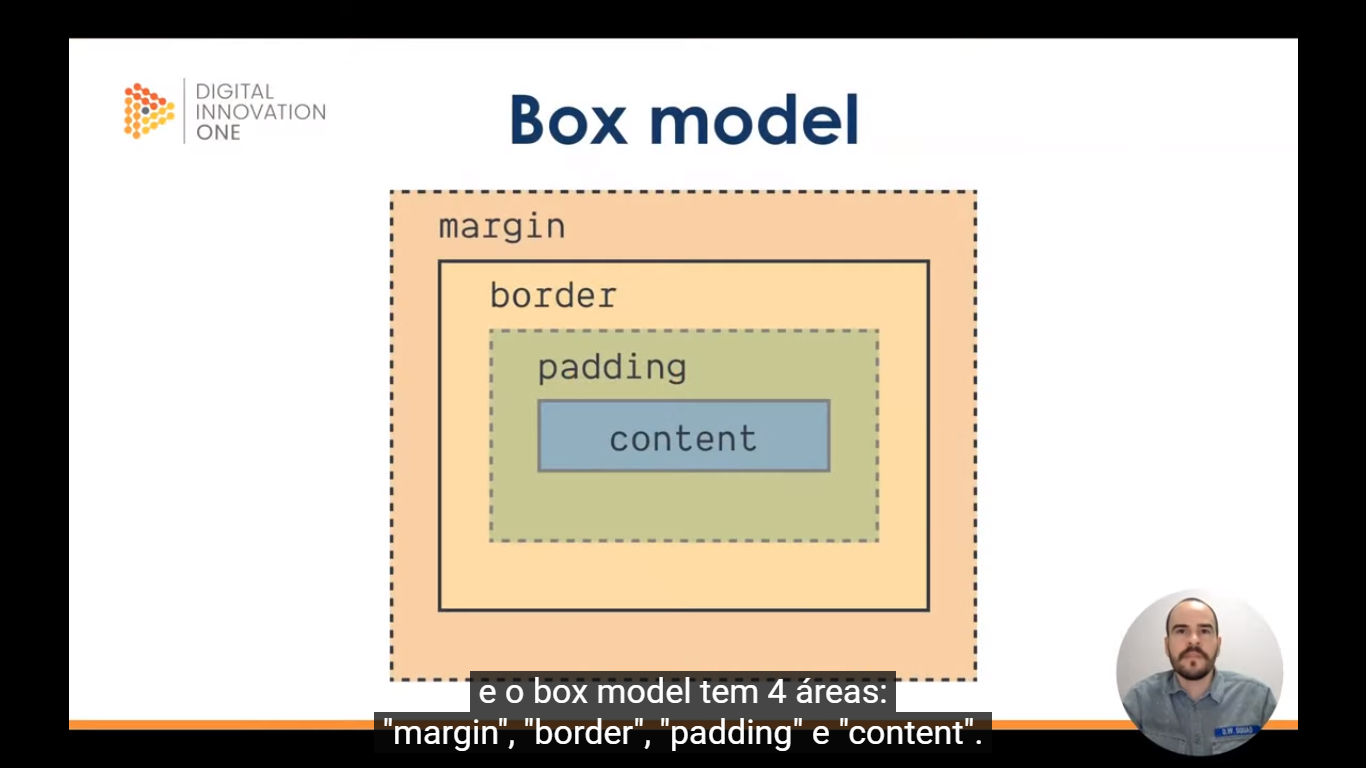 DIGITAL
INNOVATION
ONE
Box model
margin
border
padding
content
e o box model tem 4 áreas:
"margin", "border", "padding" e "content".